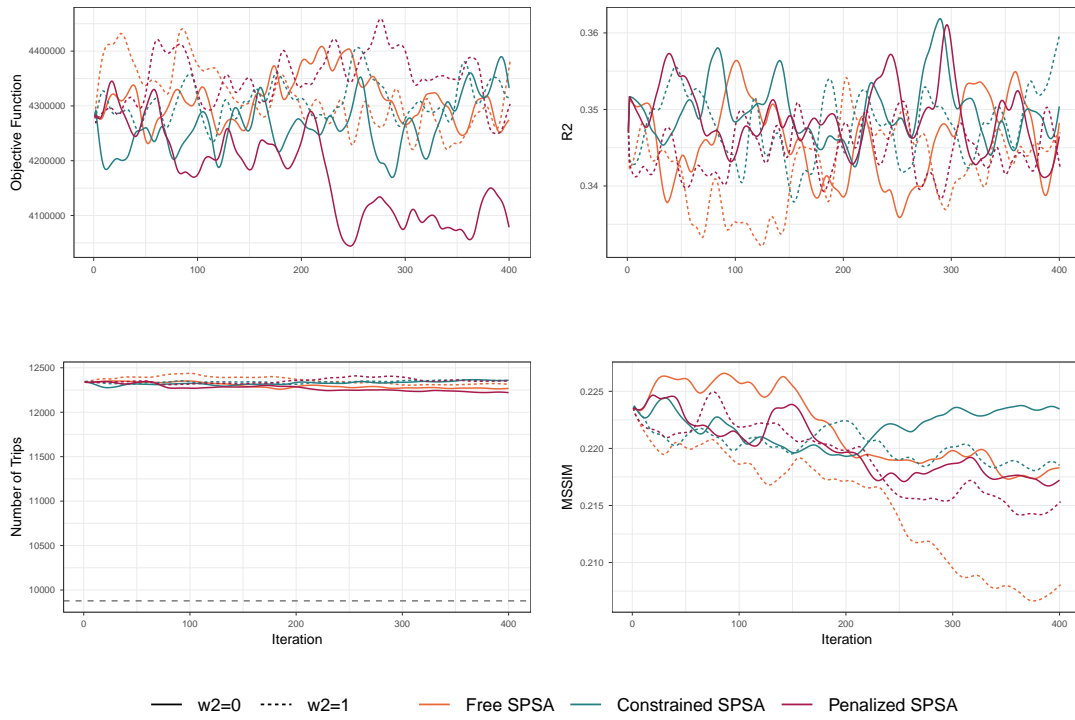 Objective Function
4400000
4300000
4200000
4100000
0 100 200 300 400
R2
0.36
0.35
0.34
0 100 200 300 400
Number of Trips
12500
12000
11500
11000
10500
10000
0 100 200 300 400
Iteration
MSSIM
0.225
0.220
0.215
0.210
0 100 200 300 400
Iteration
w2=0 w2=1 Free SPSA Constrained SPSA Penalized SPSA